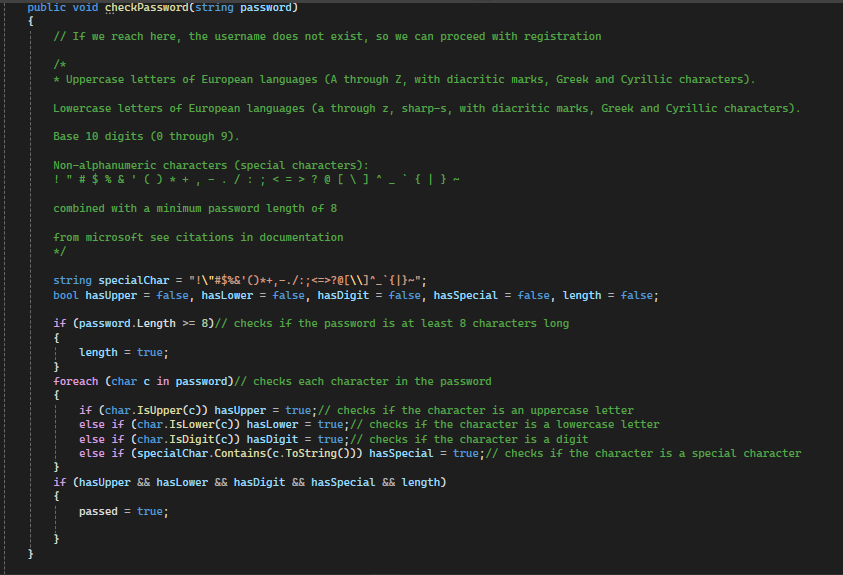 public void checkPassword(string password)
{
// If we reach here, the username does not exist, so we can proceed with registration
/*
* Uppercase letters of European languages (A through Z, with diacritic marks, Greek and Cyrillic characters).
Lowercase letters of European languages (a through z, sharp-s, with diacritic marks, Greek and Cyrillic characters).
Base 10 digits (0 through 9).
Non-alphanumeric characters (special characters):
! " # $ % & ' ( ) * + , - . / : ; < = > ? @ [ \ ] ^ _ ` { | } ~
combined with a minimum password length of 8
from microsoft see citations in documentation
*/
string specialChar = "!\"#$%&'()*+,-./:;<=>?@[\\]^_`{|}~";
bool hasUpper = false, hasLower = false, hasDigit = false, hasSpecial = false, length = false;
if (password.Length >= 8)// checks if the password is at least 8 characters long
{
length = true;
}
foreach (char c in password)// checks each character in the password
{
if (char.IsUpper(c)) hasUpper = true;// checks if the character is an uppercase letter
else if (char.IsLower(c)) hasLower = true;// checks if the character is a lowercase letter
else if (char.IsDigit(c)) hasDigit = true;// checks if the character is a digit
else if (specialChar.Contains(c.ToString())) hasSpecial = true;// checks if the character is a special character
}
if (hasUpper && hasLower && hasDigit && hasSpecial && length)
{
passed = true;
}
}